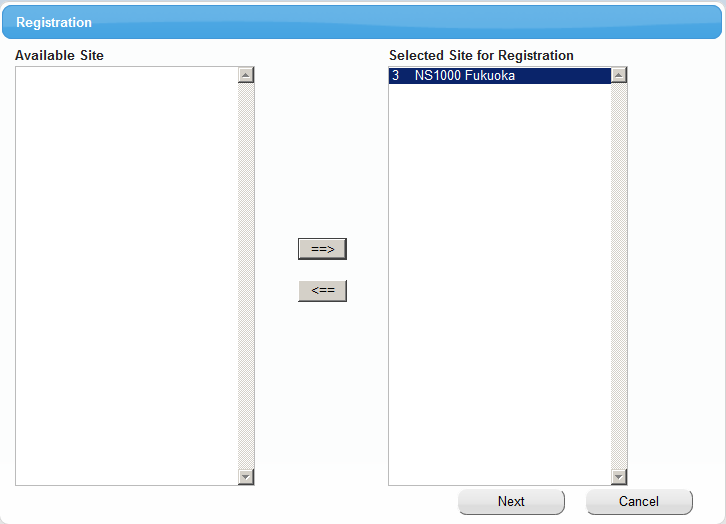 Registration
Available Site
Selected Site for Registration
3 NS1000 Fukuoka
==>
<==
Next
Cancel